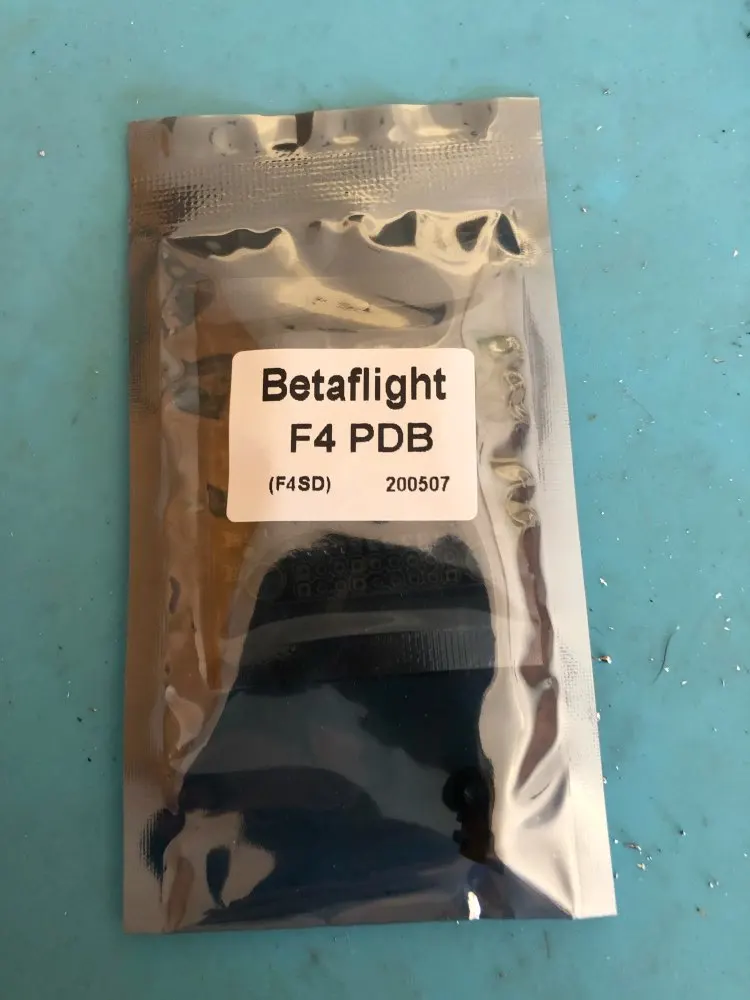 Betaflight
F4 PDB
(F4SD) 200507